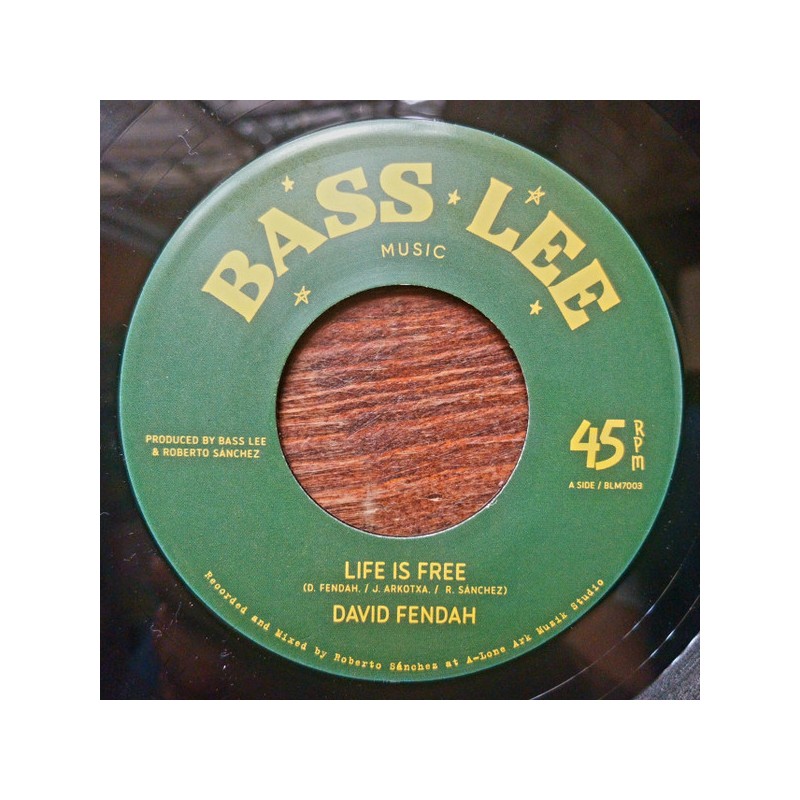 BASS LEE
MUSIC
PRODUCED BY BASS LEE
& ROBERTO SÁNCHEZ
45 RPM
A SIDE / BLM7003
LIFE IS FREE
(D. FENDAH. / J. ARKOTXA. / R. SÁNCHEZ)
DAVID FENDAH
Recorded and Mixed by Roberto Sánchez at A-Lone Ark Muzik Studio